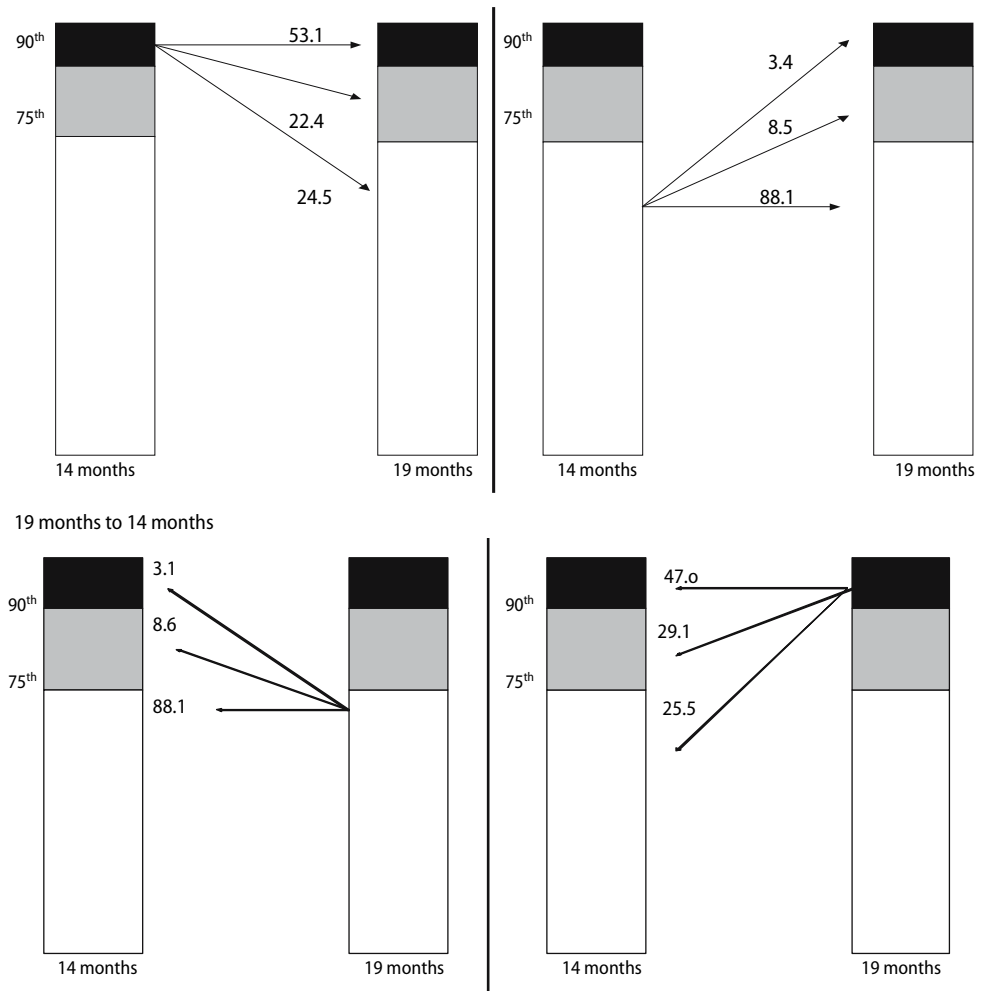 90th
53.1
75th
22.4
24.5
14 months
19 months
90th
3.4
75th
8.5
88.1
14 months
19 months
19 months to 14 months
3.1
90th
8.6
75th
88.1
14 months
19 months
47.o
90th
29.1
75th
25.5
14 months
19 months